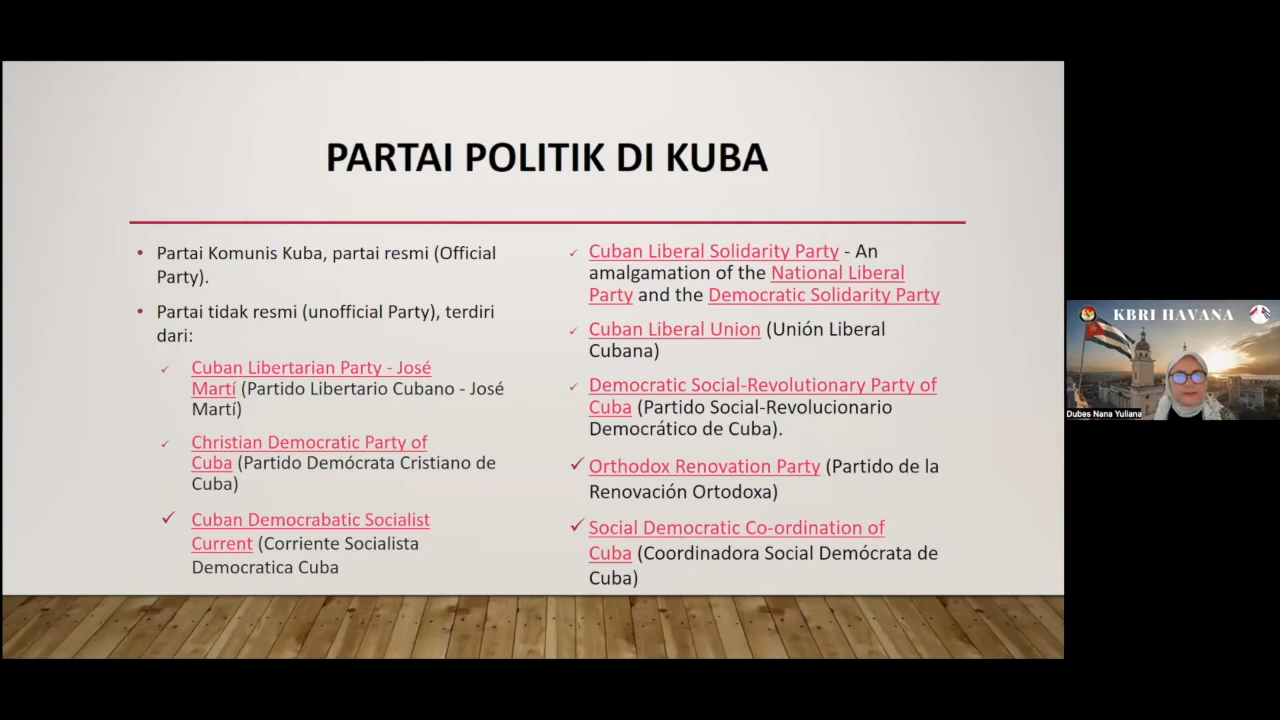 PARTAI POLITIK DI KUBA
• Partai Komunis Kuba, partai resmi (Official
Party).
• Partai tidak resmi (unofficial Party), terdiri
dari:
✓ Cuban Libertarian Party - José
Martí (Partido Libertario Cubano - José
Martí)
✓ Christian Democratic Party of
Cuba (Partido Demócrata Cristiano de
Cuba)
✓ Cuban Democrabatic Socialist
Current (Corriente Socialista
Democratica Cuba
✓ Cuban Liberal Solidarity Party - An
amalgamation of the National Liberal
Party and the Democratic Solidarity Party
✓ Cuban Liberal Union (Unión Liberal
Cubana)
✓ Democratic Social-Revolutionary Party of
Cuba (Partido Social-Revolucionario
Democrático de Cuba).
✓ Orthodox Renovation Party (Partido de la
Renovación Ortodoxa)
✓ Social Democratic Co-ordination of
Cuba (Coordinadora Social Demócrata de
Cuba)
KBRI HAVANA
Dubes Nana Yuliana